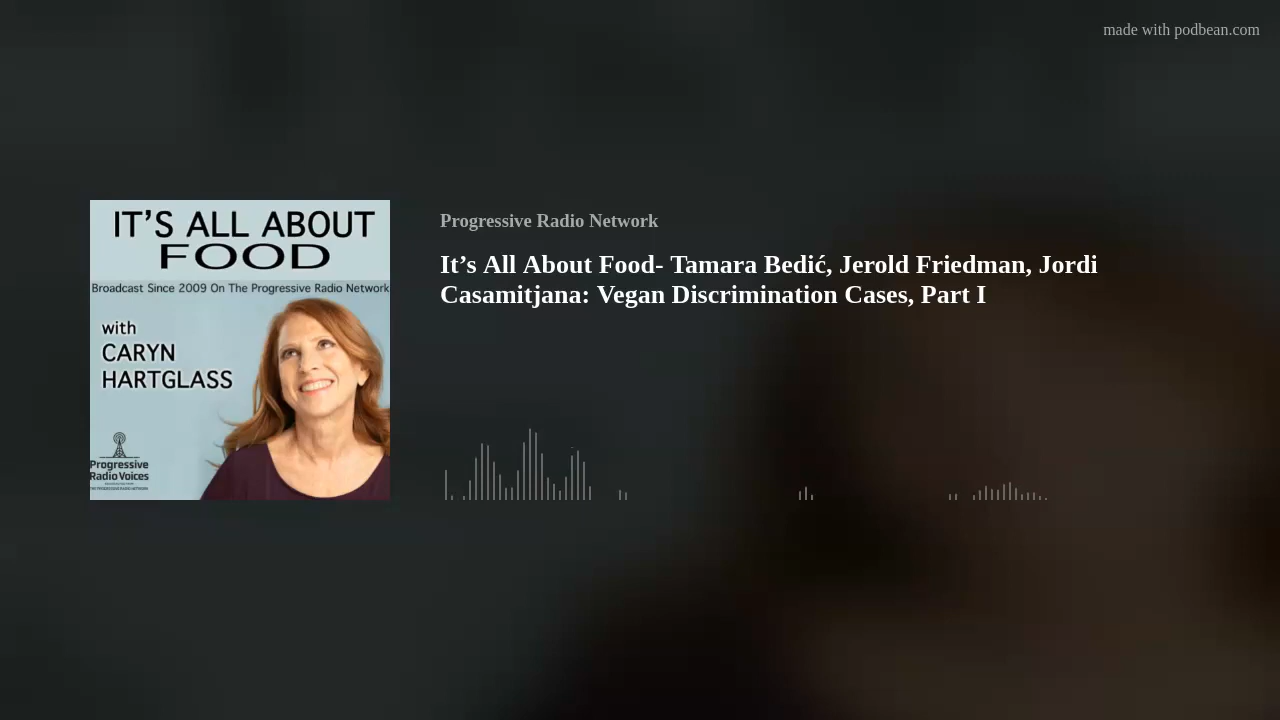 made with podbean.com
IT'S ALL ABOUT
FOOD
Broadcast Since 2009 On The Progressive Radio Network
with
CARYN
HARTGLASS
Progressive
Radio Voices
Progressive Radio Network
It’s All About Food- Tamara Bedić, Jerold Friedman, Jordi
Casamitjana: Vegan Discrimination Cases, Part I